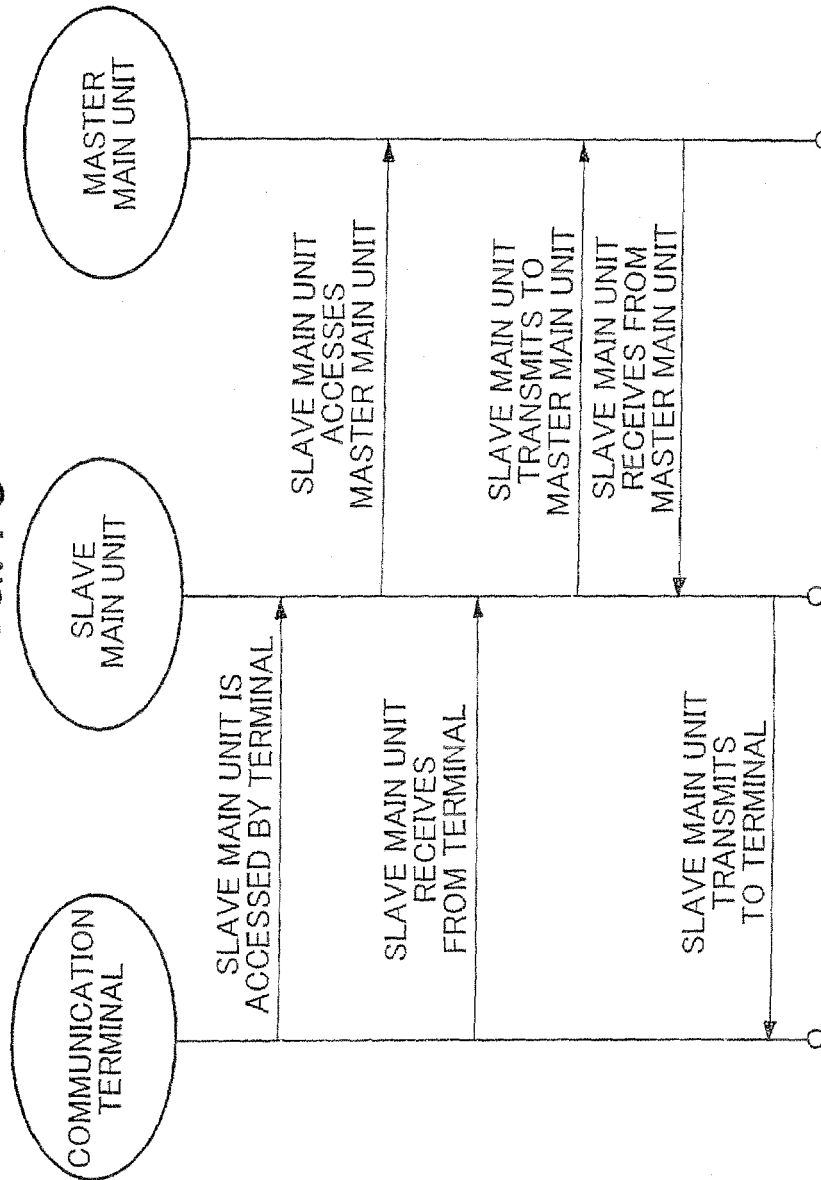 COMMUNICATION
TERMINAL
SLAVE
MAIN UNIT
MASTER
MAIN UNIT
SLAVE MAIN UNIT IS
ACCESSED BY TERMINAL
SLAVE MAIN UNIT
ACCESSES
MASTER MAIN UNIT
SLAVE MAIN UNIT
RECEIVES
FROM TERMINAL
SLAVE MAIN UNIT
TRANSMITS TO
MASTER MAIN UNIT
SLAVE MAIN UNIT
RECEIVES FROM
MASTER MAIN UNIT
SLAVE MAIN UNIT
TRANSMITS
TO TERMINAL